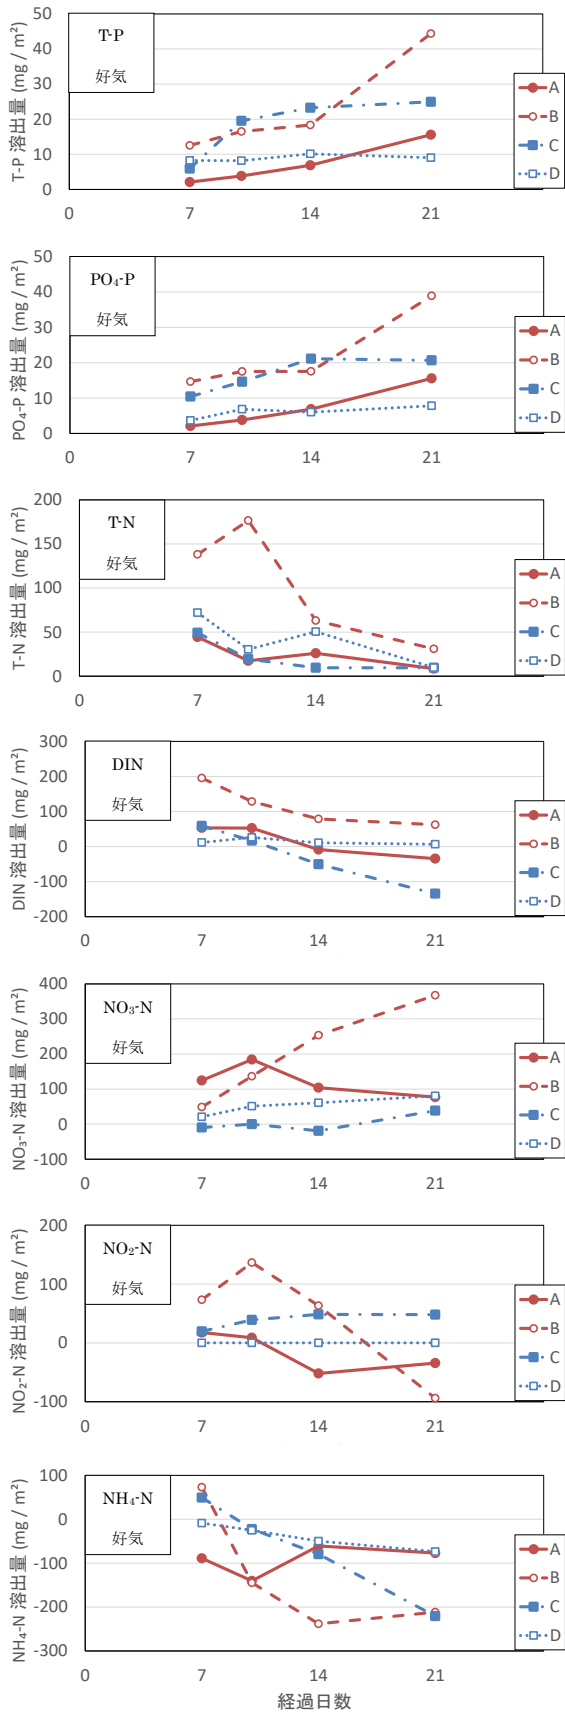 T-P 溶出量 (mg / m²)
50
40
30
20
10
0
T-P
好気
A
B
C
D
0 7 14 21
PO₄-P 溶出量 (mg / m²)
50
40
30
20
10
0
PO₄-P
好気
A
B
C
D
0 7 14 21
T-N 溶出量 (mg / m²)
200
150
100
50
0
T-N
好気
A
B
C
D
0 7 14 21
DIN 溶出量 (mg / m²)
300
200
100
0
-100
-200
DIN
好気
A
B
C
D
0 7 14 21
NO₃-N 溶出量 (mg / m²)
400
300
200
100
0
-100
NO₃-N
好気
A
B
C
D
0 7 14 21
NO₂-N 溶出量 (mg / m²)
200
100
0
-100
NO₂-N
好気
A
B
C
D
0 7 14 21
NH₄-N 溶出量 (mg / m²)
100
0
-100
-200
-300
NH₄-N
好気
A
B
C
D
0 7 14 21
経過日数